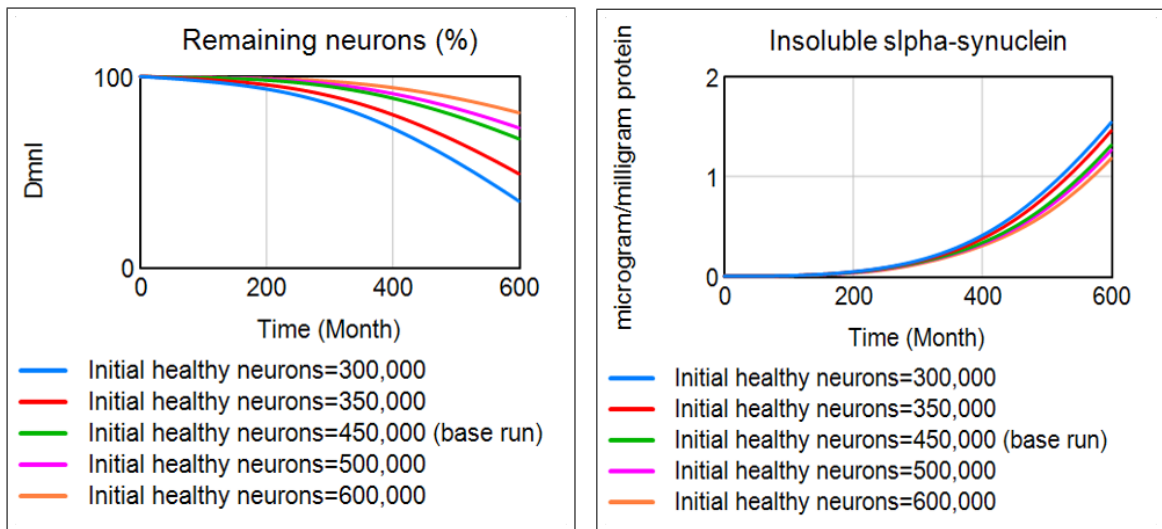 Remaining neurons (%)
100
0
Dmnl
0 200 400 600
Time (Month)
Initial healthy neurons=300,000
Initial healthy neurons=350,000
Initial healthy neurons=450,000 (base run)
Initial healthy neurons=500,000
Initial healthy neurons=600,000
Insoluble slpha-synuclein
microgram/milligram protein
2
1
0
0 200 400 600
Time (Month)
Initial healthy neurons=300,000
Initial healthy neurons=350,000
Initial healthy neurons=450,000 (base run)
Initial healthy neurons=500,000
Initial healthy neurons=600,000